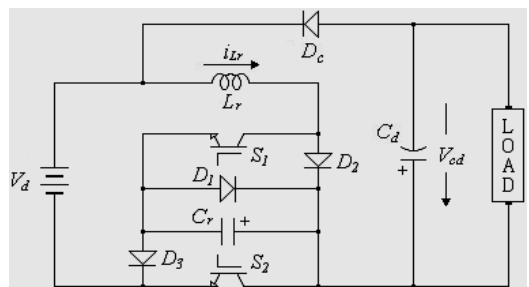 D_c
i_Lr
L_r
S_1
C_d
V_cd
LOAD
V_d
D_1
D_2
C_r +
+
D_3
S_2